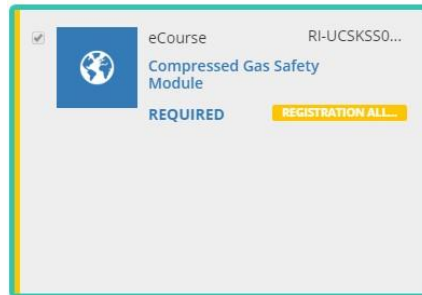 eCourse RI-UCSKSS0...
Compressed Gas Safety
Module
REQUIRED REGISTRATION ALL...